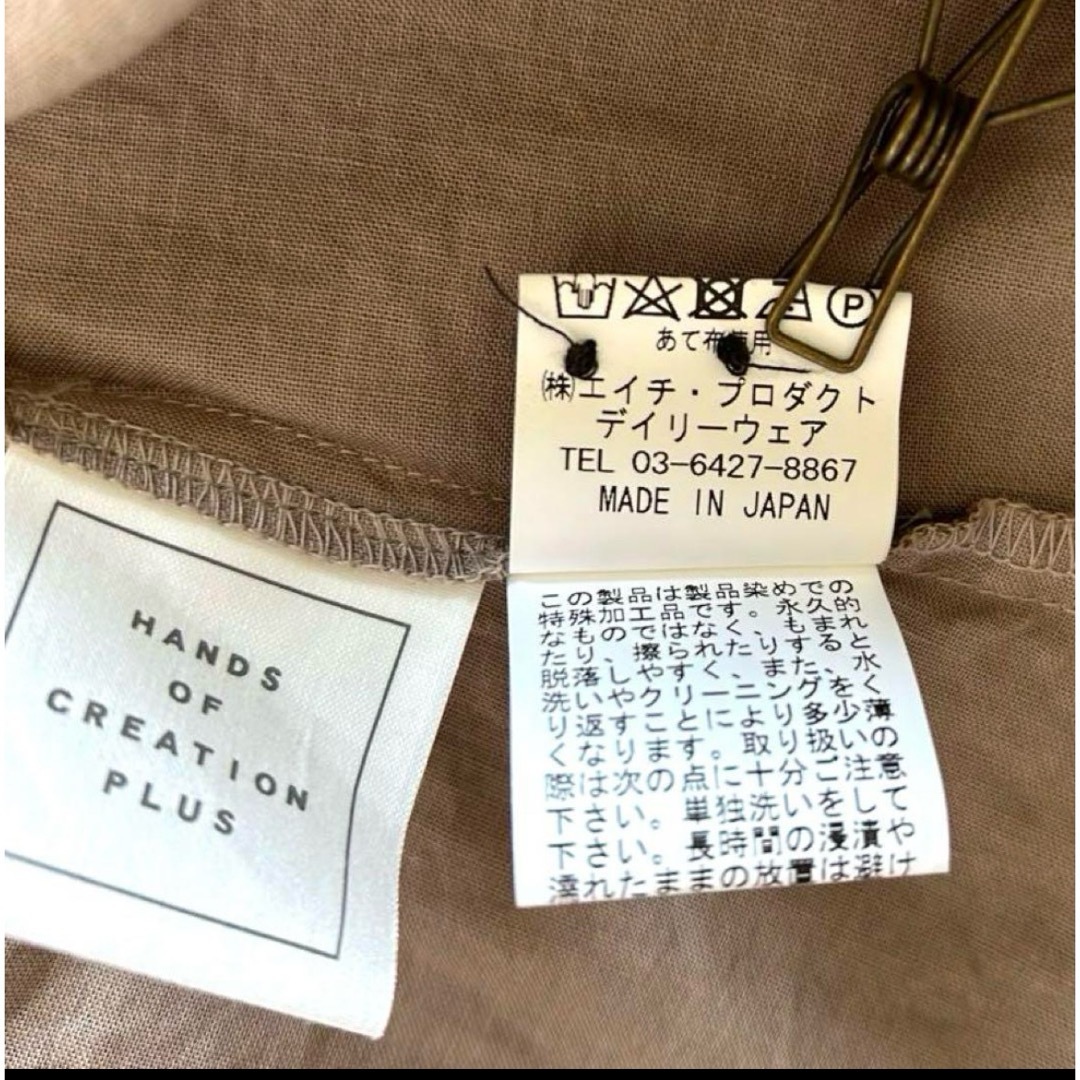 HANDS
OF
CREATION
PLUS
P
あて布使用
㈱エイチ・プロダクト
デイリーウェア
TEL 03-6427-8867
MADE IN JAPAN
この製品は製品染めでの
特殊加工品です。永久的
なものではなく、もまれ
たり、擦られたりすると
脱落しやすく、また、水
洗いやクリーニングをく
り返すことにより多少薄
くなります。取り扱いの
際は次の点に十分ご注意
下さい。単独洗いをして
下さい。長時間の浸漬や
濡れたままの放置は避け